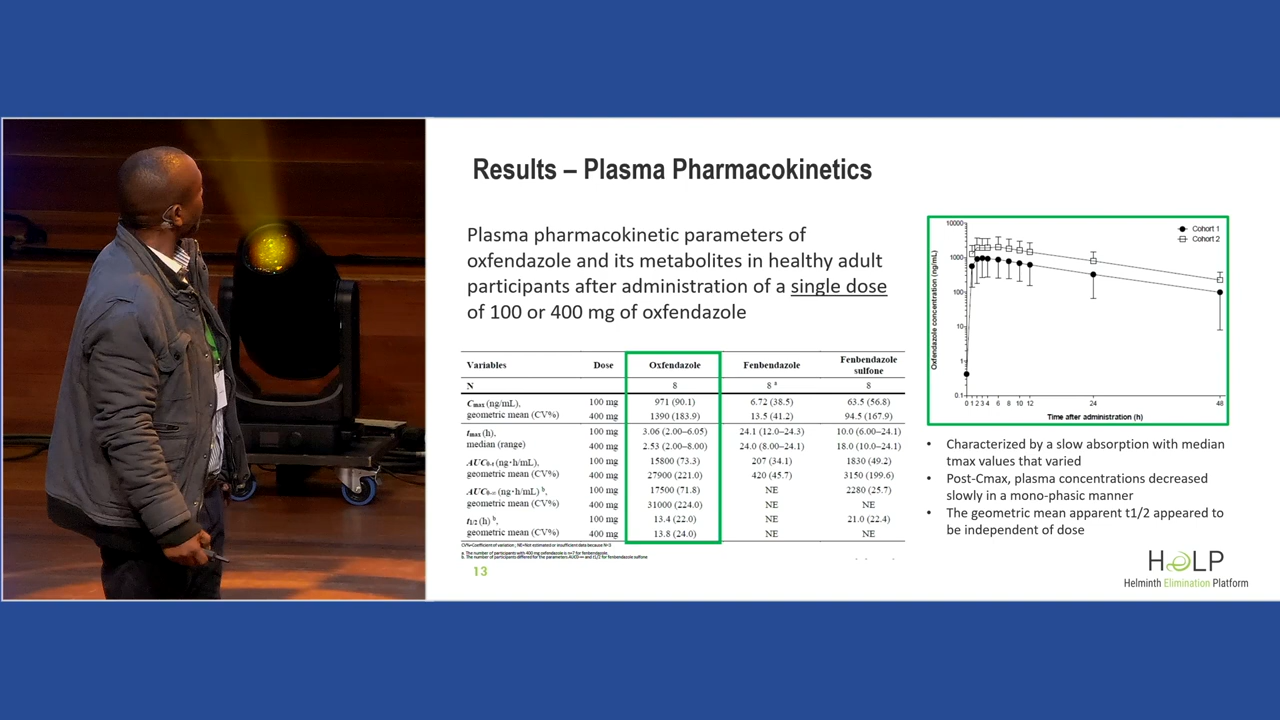 Results – Plasma Pharmacokinetics
Plasma pharmacokinetic parameters of
oxfendazole and its metabolites in healthy adult
participants after administration of a single dose
of 100 or 400 mg of oxfendazole
Variables Dose Oxfendazole Fenbendazole Fenbendazole sulfone
N 8 8 a 8
Cmax (ng/mL), geometric mean (CV%)
100 mg 971 (90.1) 6.72 (38.5) 63.5 (56.8)
400 mg 1390 (183.9) 13.5 (41.2) 94.5 (167.9)
tmax (h), median (range)
100 mg 3.06 (2.00–6.05) 24.1 (12.0–24.3) 10.0 (6.00–24.1)
400 mg 2.53 (2.00–8.00) 24.0 (8.00–24.1) 18.0 (10.0–24.1)
AUC0-t (ng·h/mL), geometric mean (CV%)
100 mg 15800 (73.3) 207 (34.1) 1830 (49.2)
400 mg 27900 (221.0) 420 (45.7) 3150 (199.6)
AUC0-∞ (ng·h/mL) b, geometric mean (CV%)
100 mg 17500 (71.8) NE 2280 (25.7)
400 mg 31000 (224.0) NE NE
t1/2 (h) b, geometric mean (CV%)
100 mg 13.4 (22.0) NE 21.0 (22.4)
400 mg 13.8 (24.0) NE NE
13
Oxfendazole concentration (ng/mL)
10000
1000
100
10
1
0.1
0 1 2 3 4 6 8 10 12 24 48
Time after administration (h)
Cohort 1
Cohort 2
• Characterized by a slow absorption with median
tmax values that varied
• Post-Cmax, plasma concentrations decreased
slowly in a mono-phasic manner
• The geometric mean apparent t1/2 appeared to
be independent of dose
HeLP
Helminth Elimination Platform